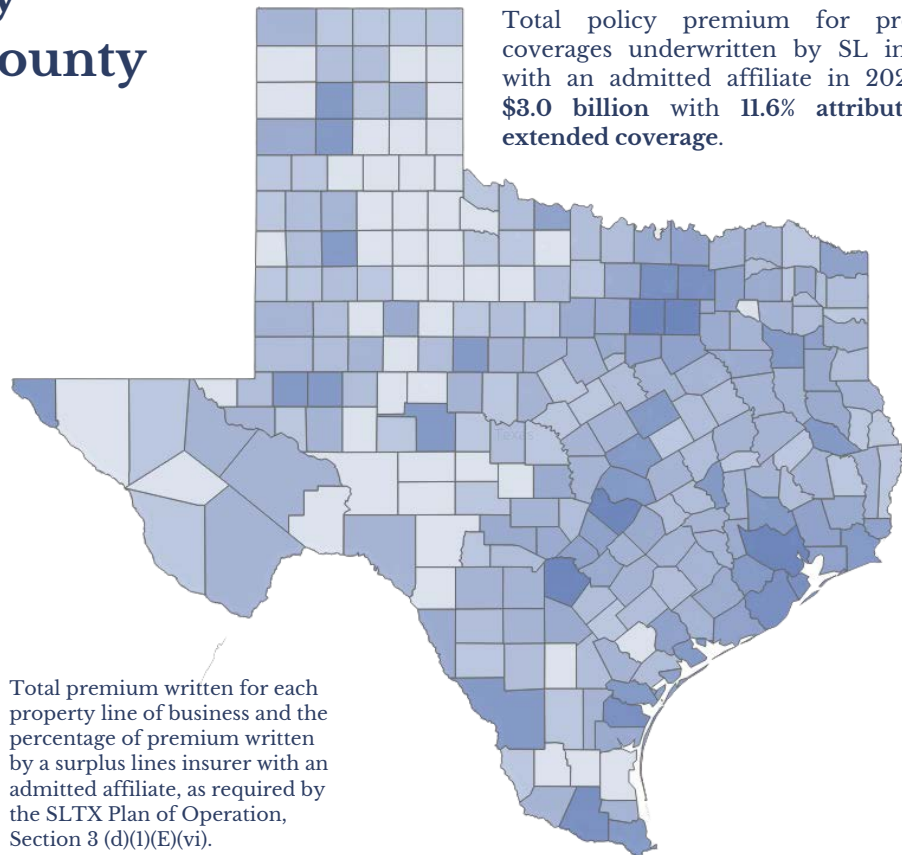 y
ounty
Total policy premium for pr
coverages underwritten by SL in
with an admitted affiliate in 202
$3.0 billion with 11.6% attribut
extended coverage.
Texas
Total premium written for each
property line of business and the
percentage of premium written
by a surplus lines insurer with an
admitted affiliate, as required by
the SLTX Plan of Operation,
Section 3 (d)(1)(E)(vi).